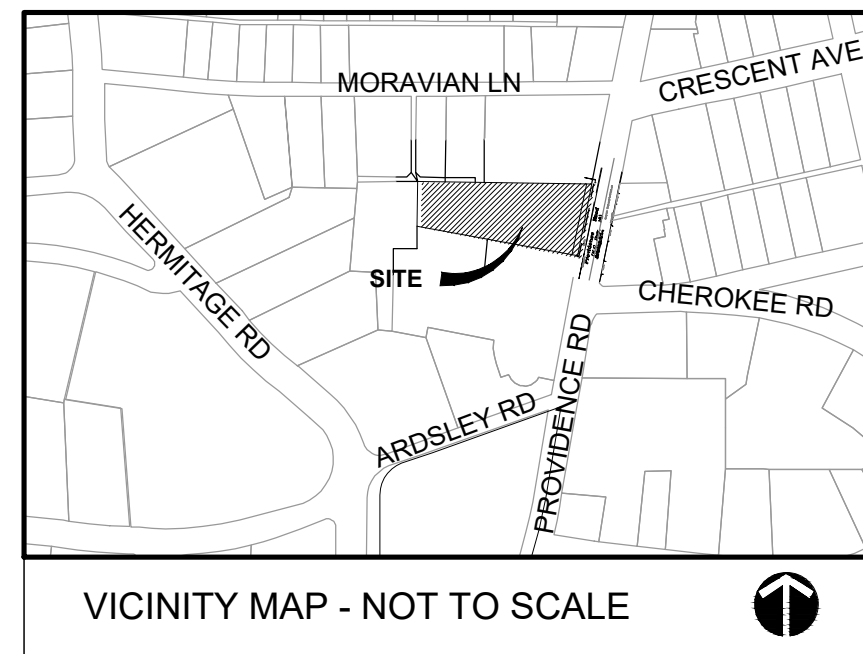 MORAVIAN LN
CRESCENT AVE
HERMITAGE RD
SITE
CHEROKEE RD
PROVIDENCE RD
ARDSLEY RD
VICINITY MAP - NOT TO SCALE